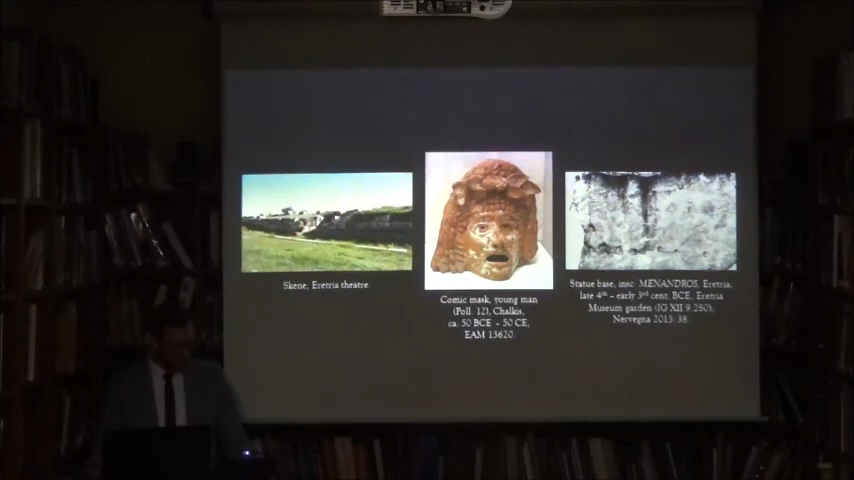 Skene, Eretria theatre.
Comic mask, young man
(Poll. 12), Chalkis,
ca. 50 BCE - 50 CE,
EAM 13620.
Statue base, insc. MENANDROS, Eretria,
late 4th - early 3rd cent. BCE, Eretria
Museum garden (IG XII 9.280),
Nervegna 2013: 38.